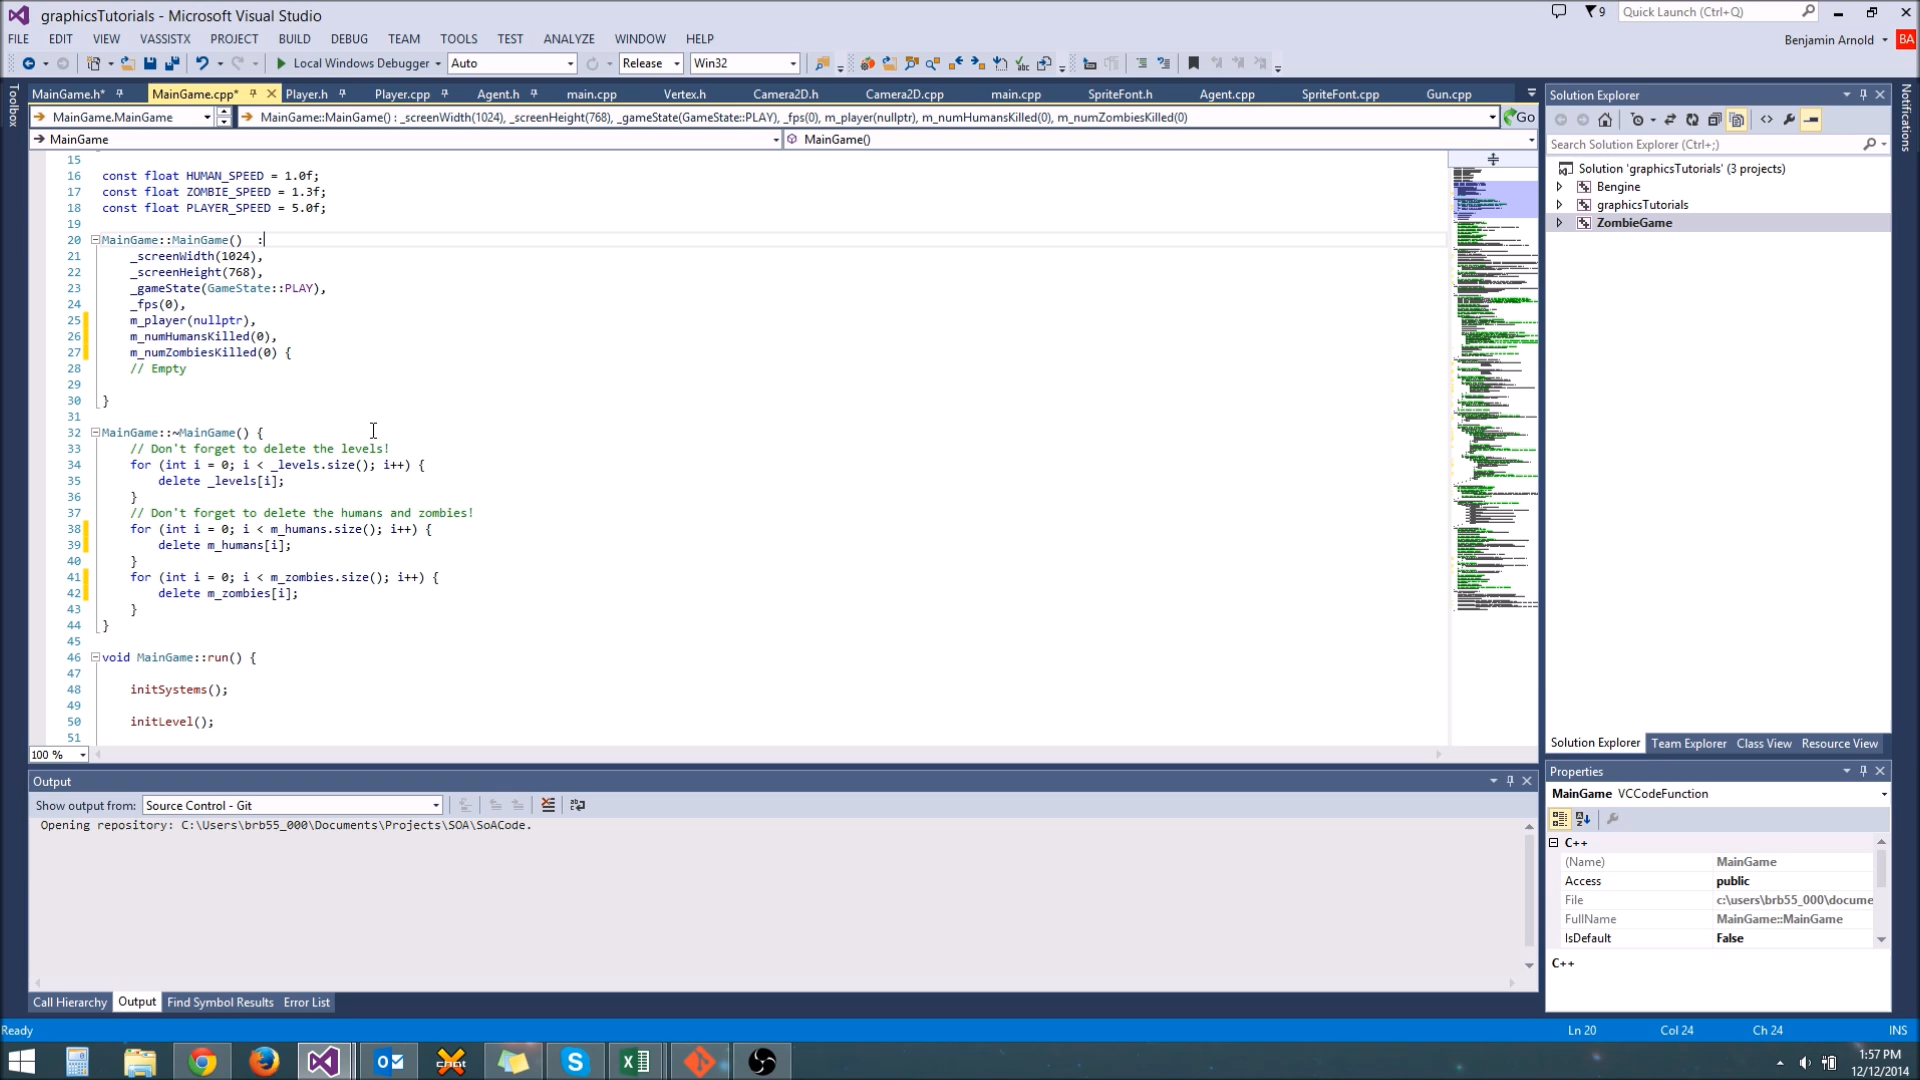 graphicsTutorials - Microsoft Visual Studio
9
Quick Launch (Ctrl+Q)
FILE EDIT VIEW VASSISTX PROJECT BUILD DEBUG TEAM TOOLS TEST ANALYZE WINDOW HELP
Benjamin Arnold BA
Local Windows Debugger Auto Release Win32
Toolbox
MainGame.h* MainGame.cpp* Player.h Player.cpp Agent.h main.cpp Vertex.h Camera2D.h Camera2D.cpp main.cpp SpriteFont.h Agent.cpp SpriteFont.cpp Gun.cpp
MainGame.MainGame MainGame::MainGame() : _screenWidth(1024), _screenHeight(768), _gameState(GameState::PLAY), _fps(0), m_player(nullptr), m_numHumansKilled(0), m_numZombiesKilled(0) Go
MainGame MainGame()
15
16 const float HUMAN_SPEED = 1.0f;
17 const float ZOMBIE_SPEED = 1.3f;
18 const float PLAYER_SPEED = 5.0f;
19
20 MainGame::MainGame()  :
21 _screenWidth(1024),
22 _screenHeight(768),
23 _gameState(GameState::PLAY),
24 _fps(0),
25 m_player(nullptr),
26 m_numHumansKilled(0),
27 m_numZombiesKilled(0) {
28 // Empty
29
30 }
31
32 MainGame::~MainGame() {
33 // Don't forget to delete the levels!
34 for (int i = 0; i < _levels.size(); i++) {
35 delete _levels[i];
36 }
37 // Don't forget to delete the humans and zombies!
38 for (int i = 0; i < m_humans.size(); i++) {
39 delete m_humans[i];
40 }
41 for (int i = 0; i < m_zombies.size(); i++) {
42 delete m_zombies[i];
43 }
44 }
45
46 void MainGame::run() {
47
48 initSystems();
49
50 initLevel();
51
100 %
Output
Show output from: Source Control - Git
Opening repository: C:\Users\brb55_000\Documents\Projects\SOA\SoACode.
Call Hierarchy Output Find Symbol Results Error List
Solution Explorer
Search Solution Explorer (Ctrl+;)
Solution 'graphicsTutorials' (3 projects)
Bengine
graphicsTutorials
ZombieGame
Solution Explorer Team Explorer Class View Resource View
Notifications
Properties
MainGame VCCodeFunction
C++
(Name) MainGame
Access public
File c:\users\brb55_000\docume
FullName MainGame::MainGame
IsDefault False
C++
Ready Ln 20 Col 24 Ch 24 INS
1:57 PM
12/12/2014